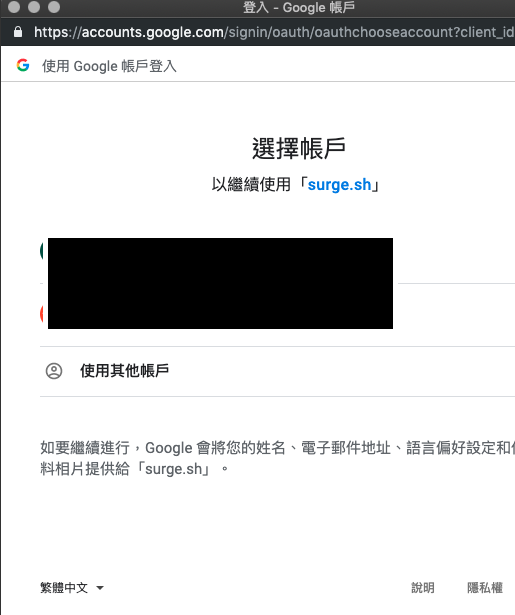 登入 - Google 帳戶
https://accounts.google.com/signin/oauth/oauthchooseaccount?client_id
使用 Google 帳戶登入
選擇帳戶
以繼續使用「surge.sh」
使用其他帳戶
如要繼續進行，Google 會將您的姓名、電子郵件地址、語言偏好設定和
料相片提供給「surge.sh」。
繁體中文
說明
隱私權